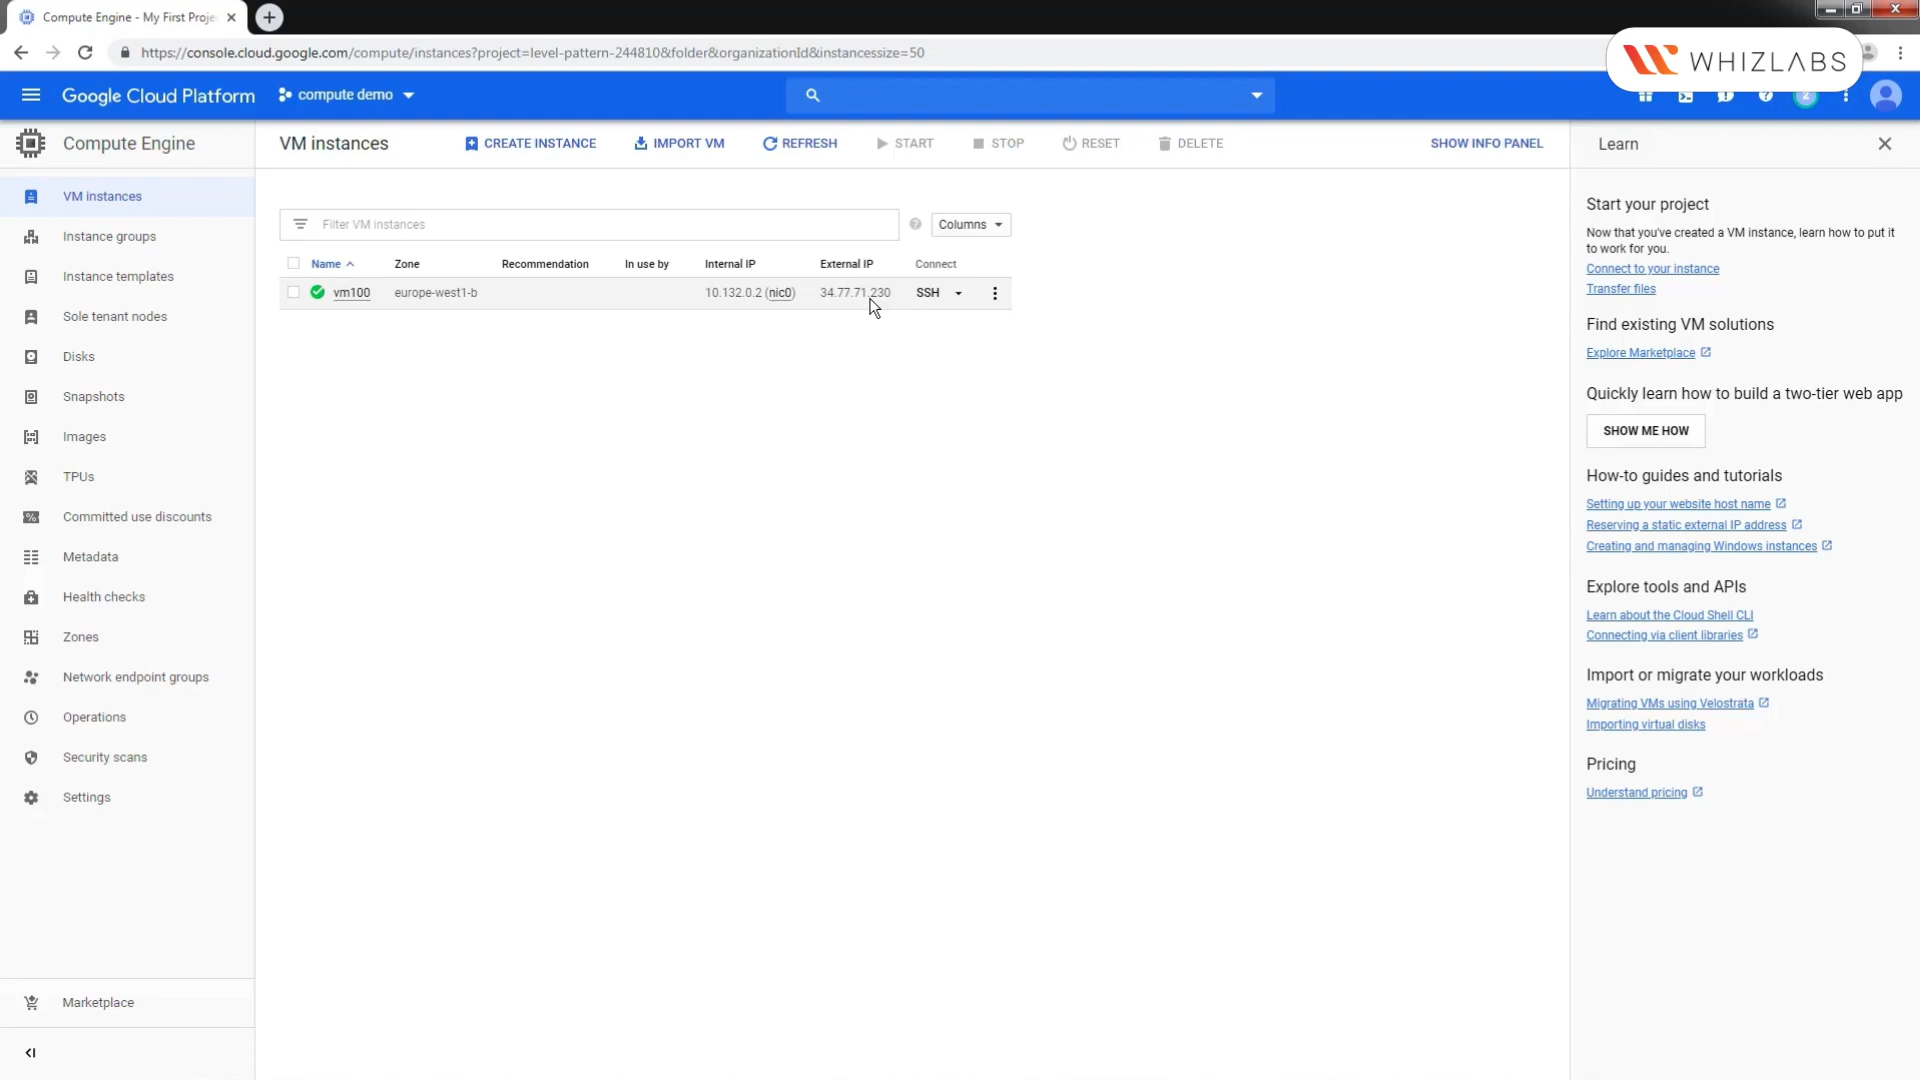 Compute Engine - My First Proje
https://console.cloud.google.com/compute/instances?project=level-pattern-244810&folder&organizationId&instancessize=50
WHIZLABS
Google Cloud Platform
compute demo
2
Compute Engine
VM instances
CREATE INSTANCE
IMPORT VM
REFRESH
START
STOP
RESET
DELETE
SHOW INFO PANEL
Learn
VM instances
Instance groups
Instance templates
Sole tenant nodes
Disks
Snapshots
Images
TPUs
Committed use discounts
Metadata
Health checks
Zones
Network endpoint groups
Operations
Security scans
Settings
Marketplace
Filter VM instances
Columns
Name Zone Recommendation In use by Internal IP External IP Connect
vm100 europe-west1-b 10.132.0.2 (nic0) 34.77.71.230 SSH
Start your project
Now that you've created a VM instance, learn how to put it
to work for you.
Connect to your instance
Transfer files
Find existing VM solutions
Explore Marketplace
Quickly learn how to build a two-tier web app
SHOW ME HOW
How-to guides and tutorials
Setting up your website host name
Reserving a static external IP address
Creating and managing Windows instances
Explore tools and APIs
Learn about the Cloud Shell CLI
Connecting via client libraries
Import or migrate your workloads
Migrating VMs using Velostrata
Importing virtual disks
Pricing
Understand pricing